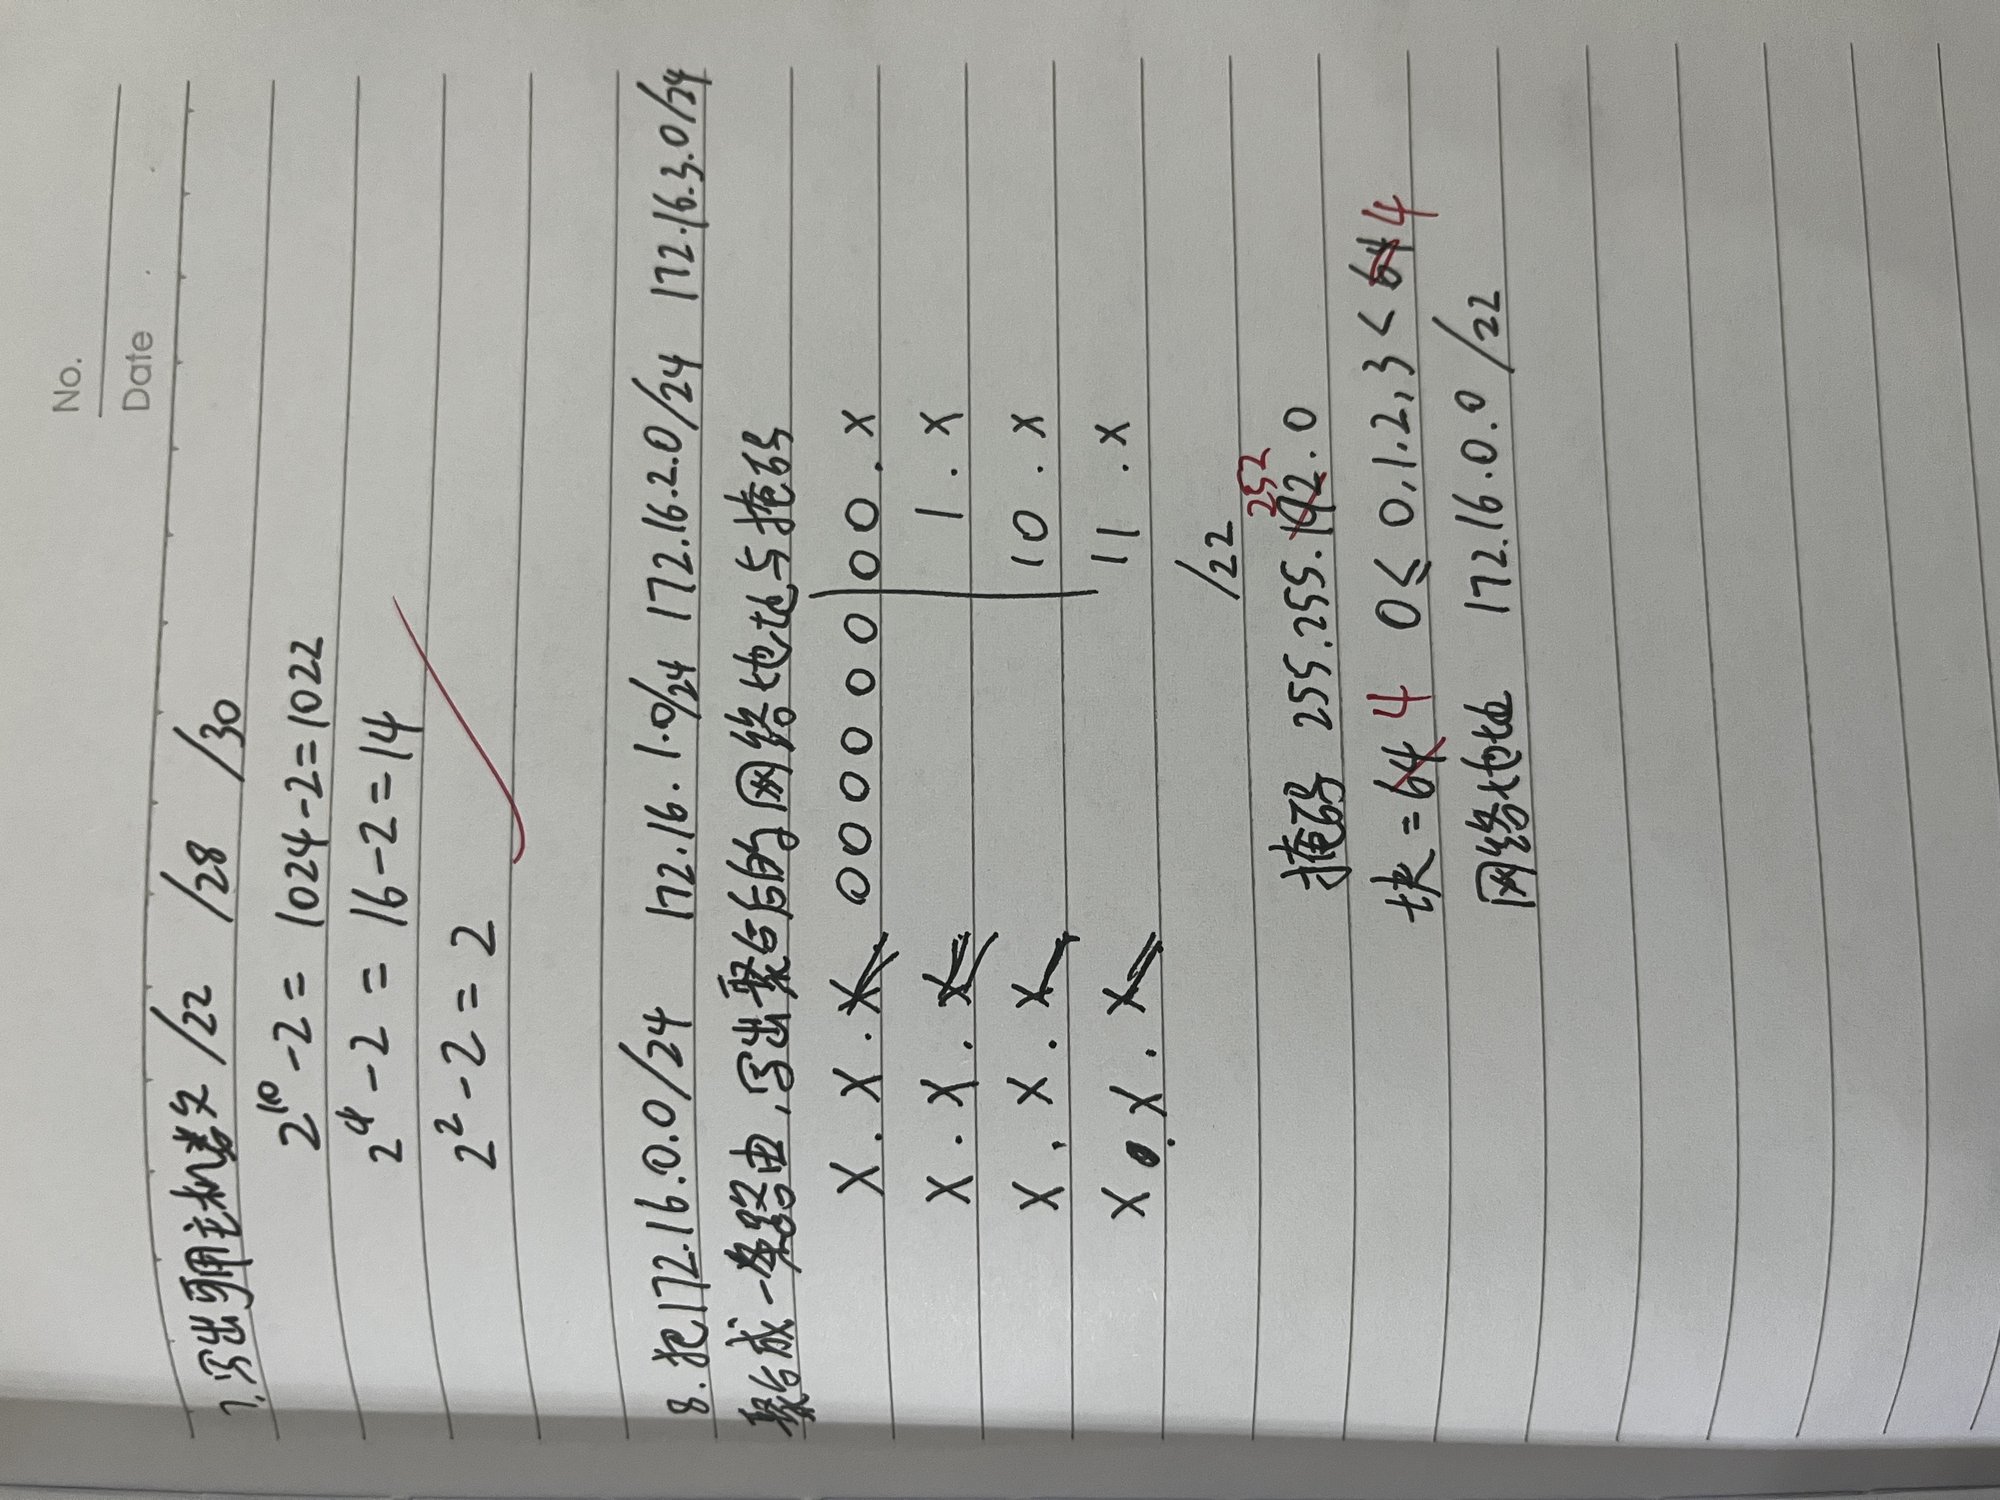 No.
Date
7.写出可用主机数 /22 /28 /30
2^10 - 2 = 1024 - 2 = 1022
2^4 - 2 = 16 - 2 = 14
2^2 - 2 = 2
8.把172.16.0.0/24 172.16.1.0/24 172.16.2.0/24 172.16.3.0/24
聚合成一条路由,写出聚合后的网络地址与掩码
X.X.X 00000000.X
X.X.X 1.X
X.X.X 10.X
X.X.X 11.X
/22
252
掩码 255.255.192.0
块=64 4 0≤0,1.2,3<64 4
网络地址 172.16.0.0/22